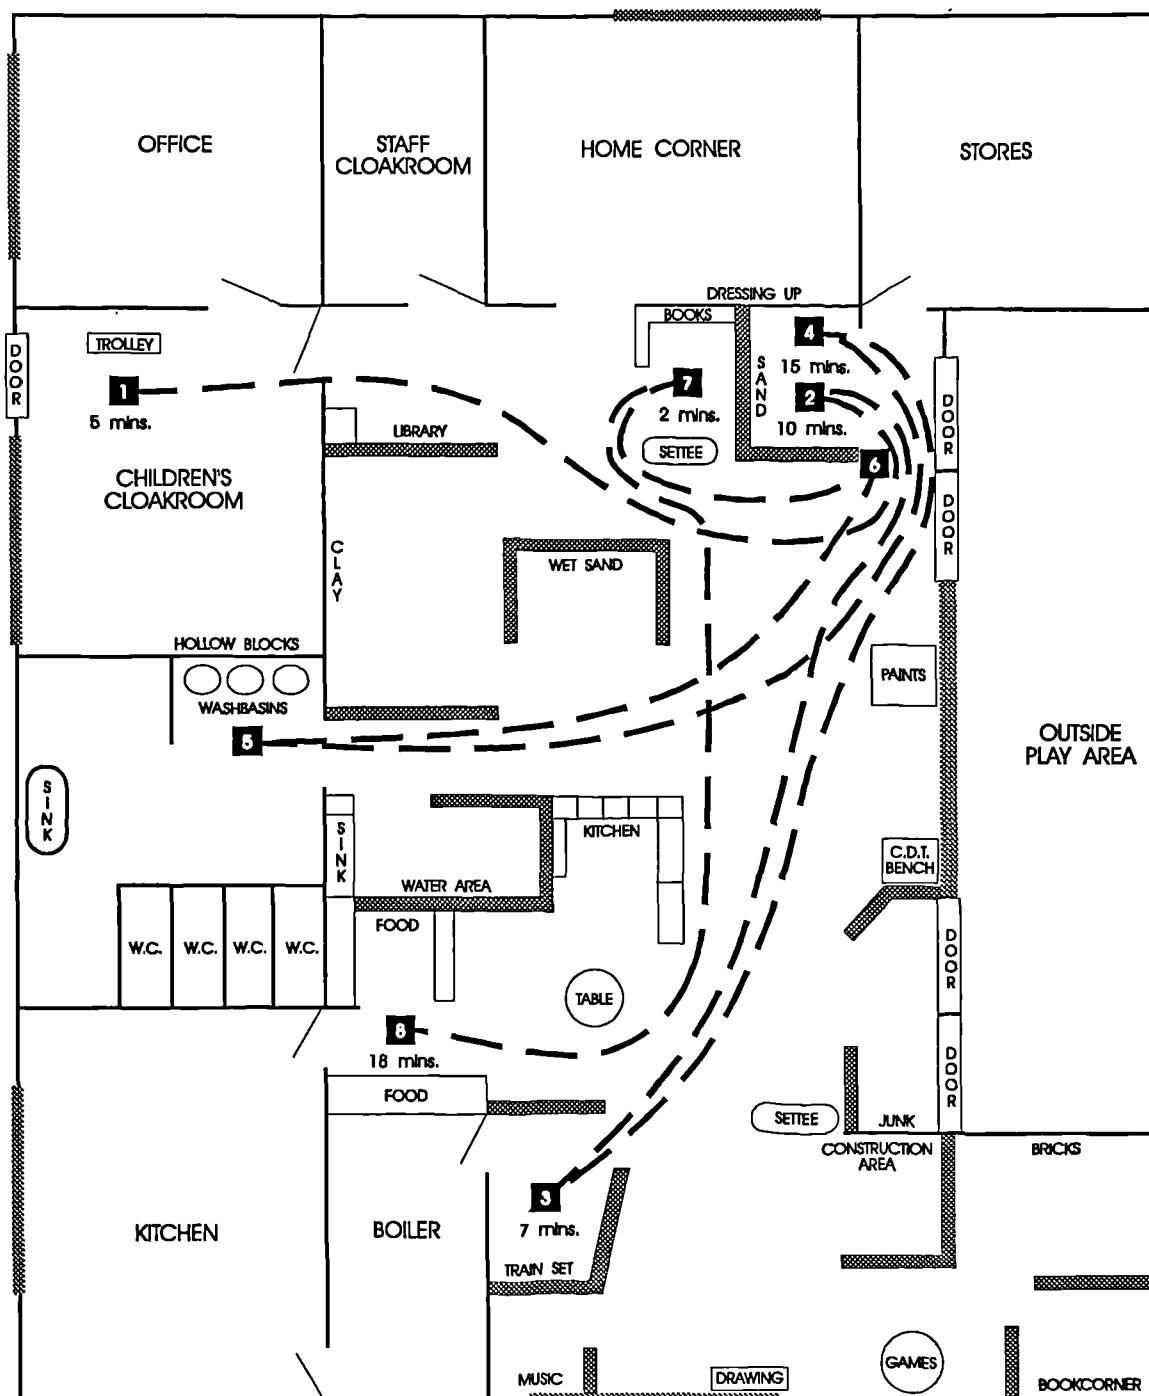 OFFICE
STAFF
CLOAKROOM
HOME CORNER
STORES
DRESSING UP
BOOKS
TROLLEY
DOOR
1
5 mins.
4
15 mins.
SAND
7
2 mins.
2
10 mins.
DOOR
LIBRARY
SETTEE
6
CHILDREN'S
CLOAKROOM
DOOR
CLAY
WET SAND
HOLLOW BLOCKS
PAINTS
WASHBASINS
5
OUTSIDE
PLAY AREA
SINK
SINK
KITCHEN
C.D.T.
BENCH
WATER AREA
FOOD
W.C.
W.C.
W.C.
W.C.
DOOR
TABLE
8
18 mins.
FOOD
DOOR
SETTEE
JUNK
CONSTRUCTION
AREA
BRICKS
3
7 mins.
KITCHEN
BOILER
TRAIN SET
GAMES
MUSIC
DRAWING
BOOKCORNER